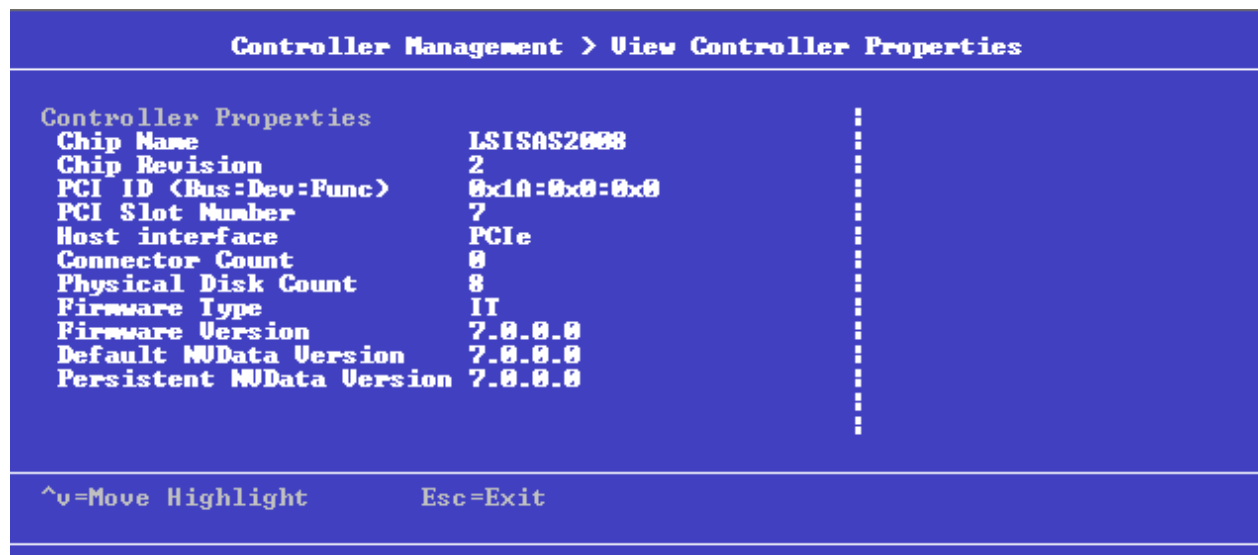 Controller Management > View Controller Properties
Controller Properties
Chip Name LSISAS2008
Chip Revision 2
PCI ID (Bus:Dev:Func) 0x1A:0x0:0x0
PCI Slot Number 7
Host interface PCIe
Connector Count 0
Physical Disk Count 8
Firmware Type IT
Firmware Version 7.0.0.0
Default NVData Version 7.0.0.0
Persistent NVData Version 7.0.0.0
^v=Move Highlight Esc=Exit